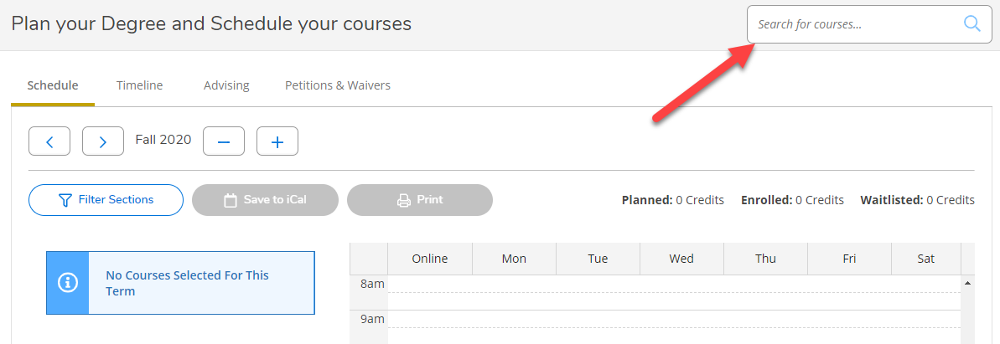 Plan your Degree and Schedule your courses
Search for courses...
Schedule Timeline Advising Petitions & Waivers
Fall 2020
Filter Sections Save to iCal Print Planned: 0 Credits Enrolled: 0 Credits Waitlisted: 0 Credits
Online Mon Tue Wed Thu Fri Sat
No Courses Selected For This
Term
8am
9am